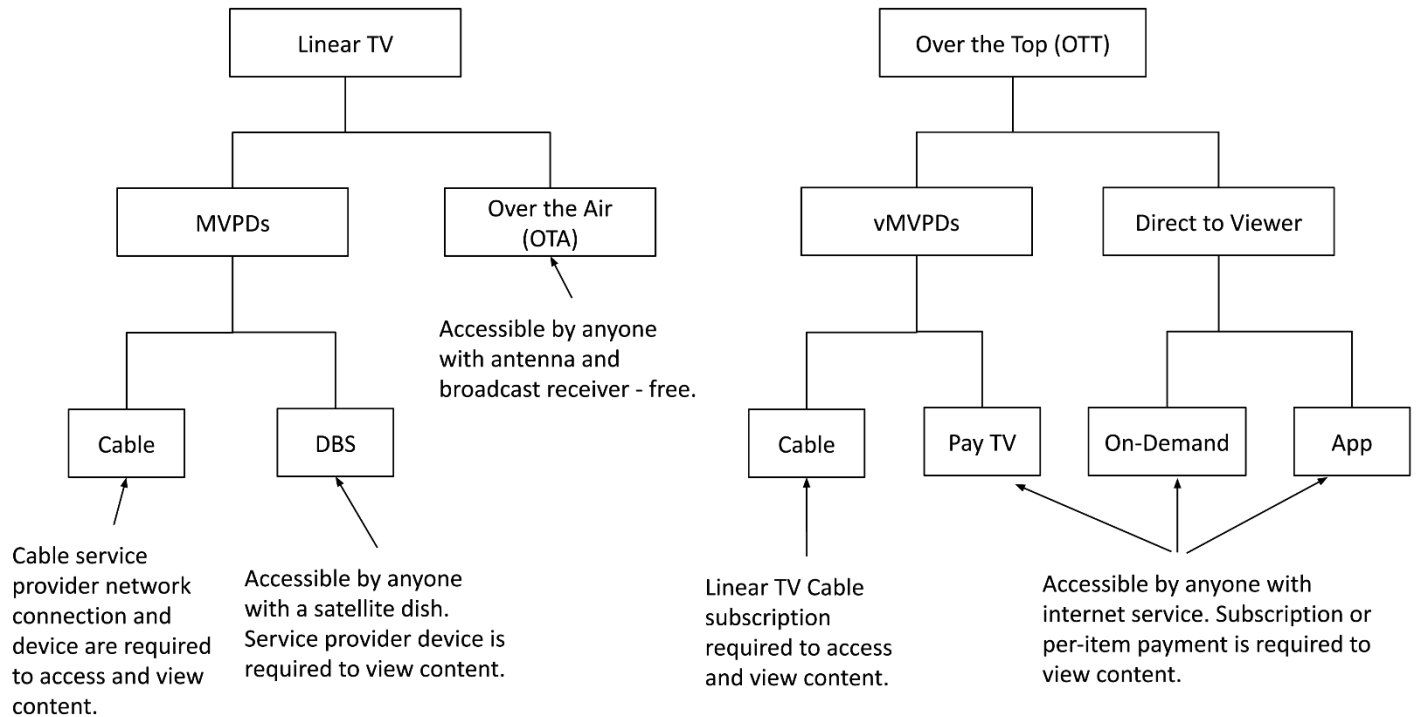 Linear TV
Over the Top (OTT)
MVPDs
Over the Air
(OTA)
vMVPDs
Direct to Viewer
Accessible by anyone
with antenna and
broadcast receiver - free.
Cable
DBS
Cable
Pay TV
On-Demand
App
Cable service
provider network
connection and
device are required
to access and view
content.
Accessible by anyone
with a satellite dish.
Service provider device is
required to view content.
Linear TV Cable
subscription
required to access
and view content.
Accessible by anyone with
internet service. Subscription or
per-item payment is required to
view content.